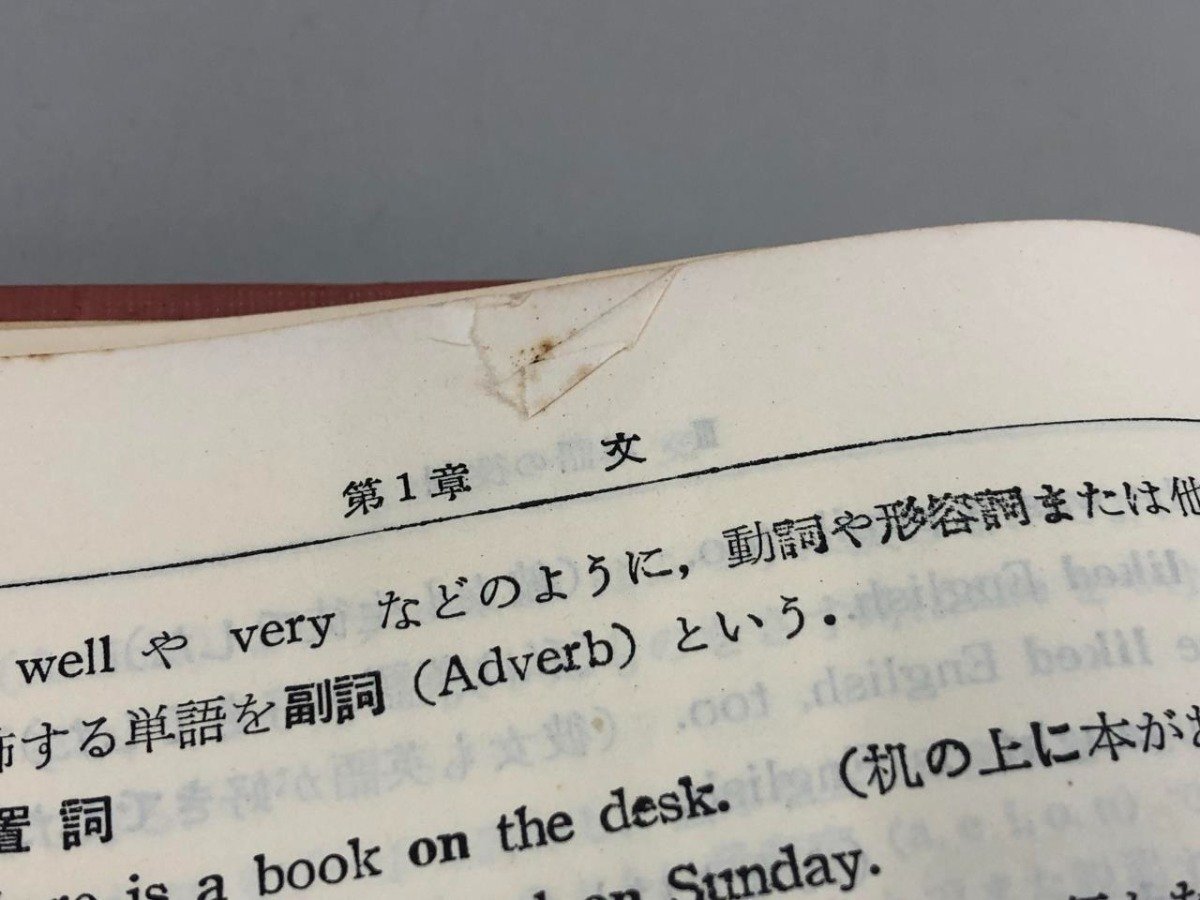 第1章 文
well や very などのように，動詞や形容詞または他
する単語を副詞 (Adverb) という．
置詞
is a book on the desk. (机の上に本があ
on Sunday.